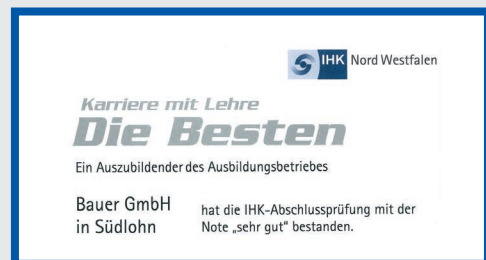 IHK Nord Westfalen
Karriere mit Lehre
Die Besten
Ein Auszubildender des Ausbildungsbetriebes
Bauer GmbH
in Südlohn
hat die IHK-Abschlussprüfung mit der
Note „sehr gut" bestanden.